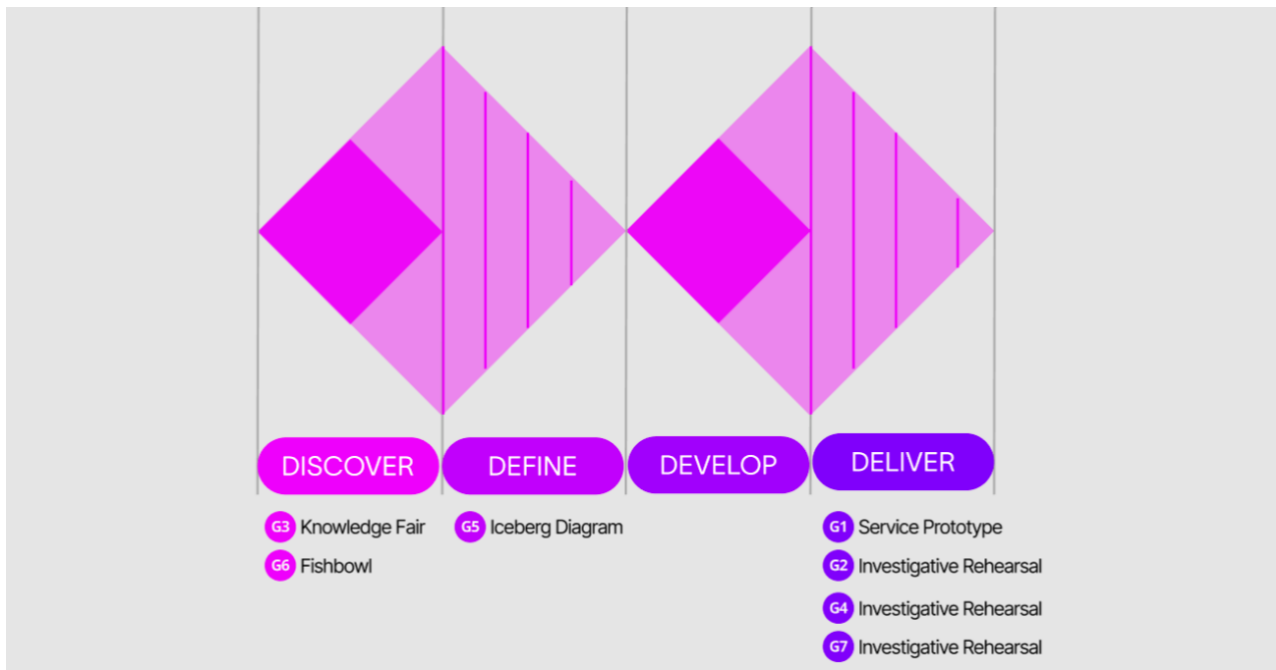 DISCOVER
DEFINE
DEVELOP
DELIVER
G3 Knowledge Fair
G6 Fishbowl
G5 Iceberg Diagram
G1 Service Prototype
G2 Investigative Rehearsal
G4 Investigative Rehearsal
G7 Investigative Rehearsal